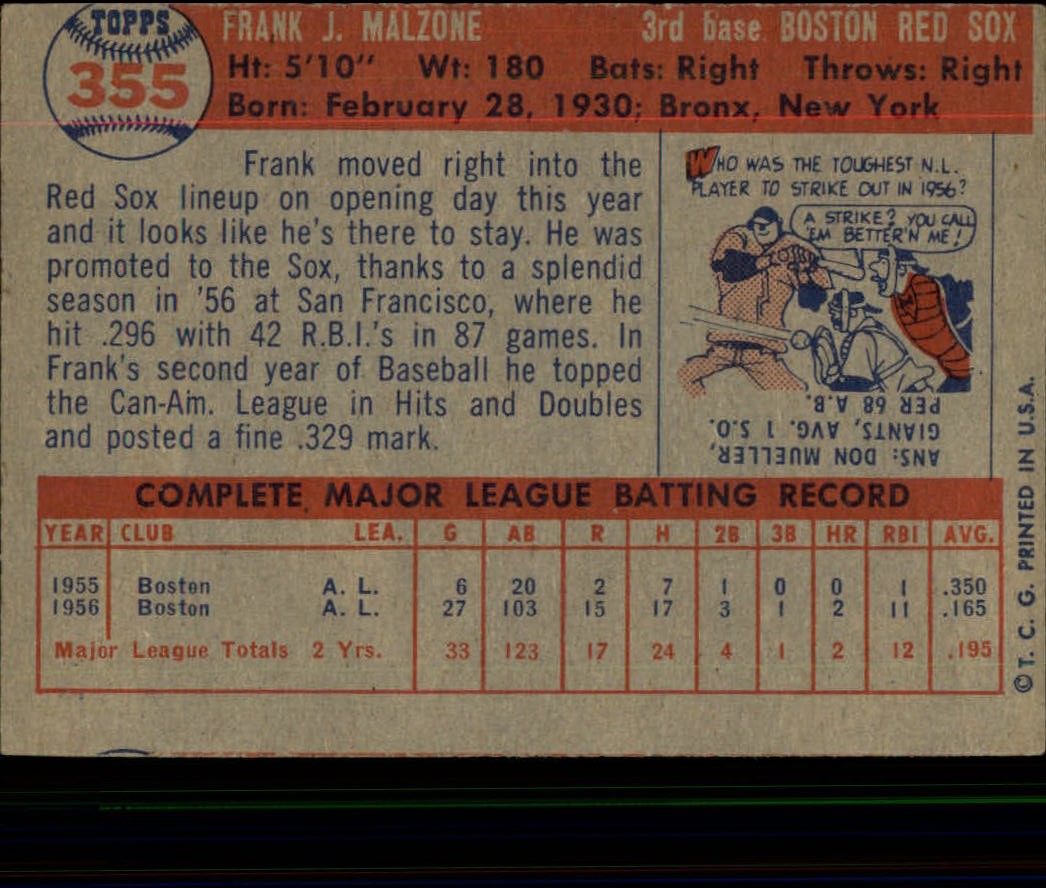 TOPPS
355
FRANK J. MALZONE 3rd base BOSTON RED SOX
Ht: 5'10" Wt: 180 Bats: Right Throws: Right
Born: February 28, 1930; Bronx, New York
Frank moved right into the
Red Sox lineup on opening day this year
and it looks like he's there to stay. He was
promoted to the Sox, thanks to a splendid
season in '56 at San Francisco, where he
hit .296 with 42 R.B.I.'s in 87 games. In
Frank's second year of Baseball he topped
the Can-Am. League in Hits and Doubles
and posted a fine .329 mark.
WHO WAS THE TOUGHEST N.L.
PLAYER TO STRIKE OUT IN 1956?
A STRIKE? YOU CALL
'EM BETTER'N ME!
ANS: DON MUELLER,
GIANTS, AVG. 1 S.O.
PER 68 A.B.
COMPLETE MAJOR LEAGUE BATTING RECORD
YEAR CLUB LEA. G AB R H 2B 3B HR RBI AVG.
1955 Boston A. L. 6 20 2 7 1 0 0 1 .350
1956 Boston A. L. 27 103 15 17 3 1 2 11 .165
Major League Totals 2 Yrs. 33 123 17 24 4 1 2 12 .195
© T. C. G. PRINTED IN U.S.A.